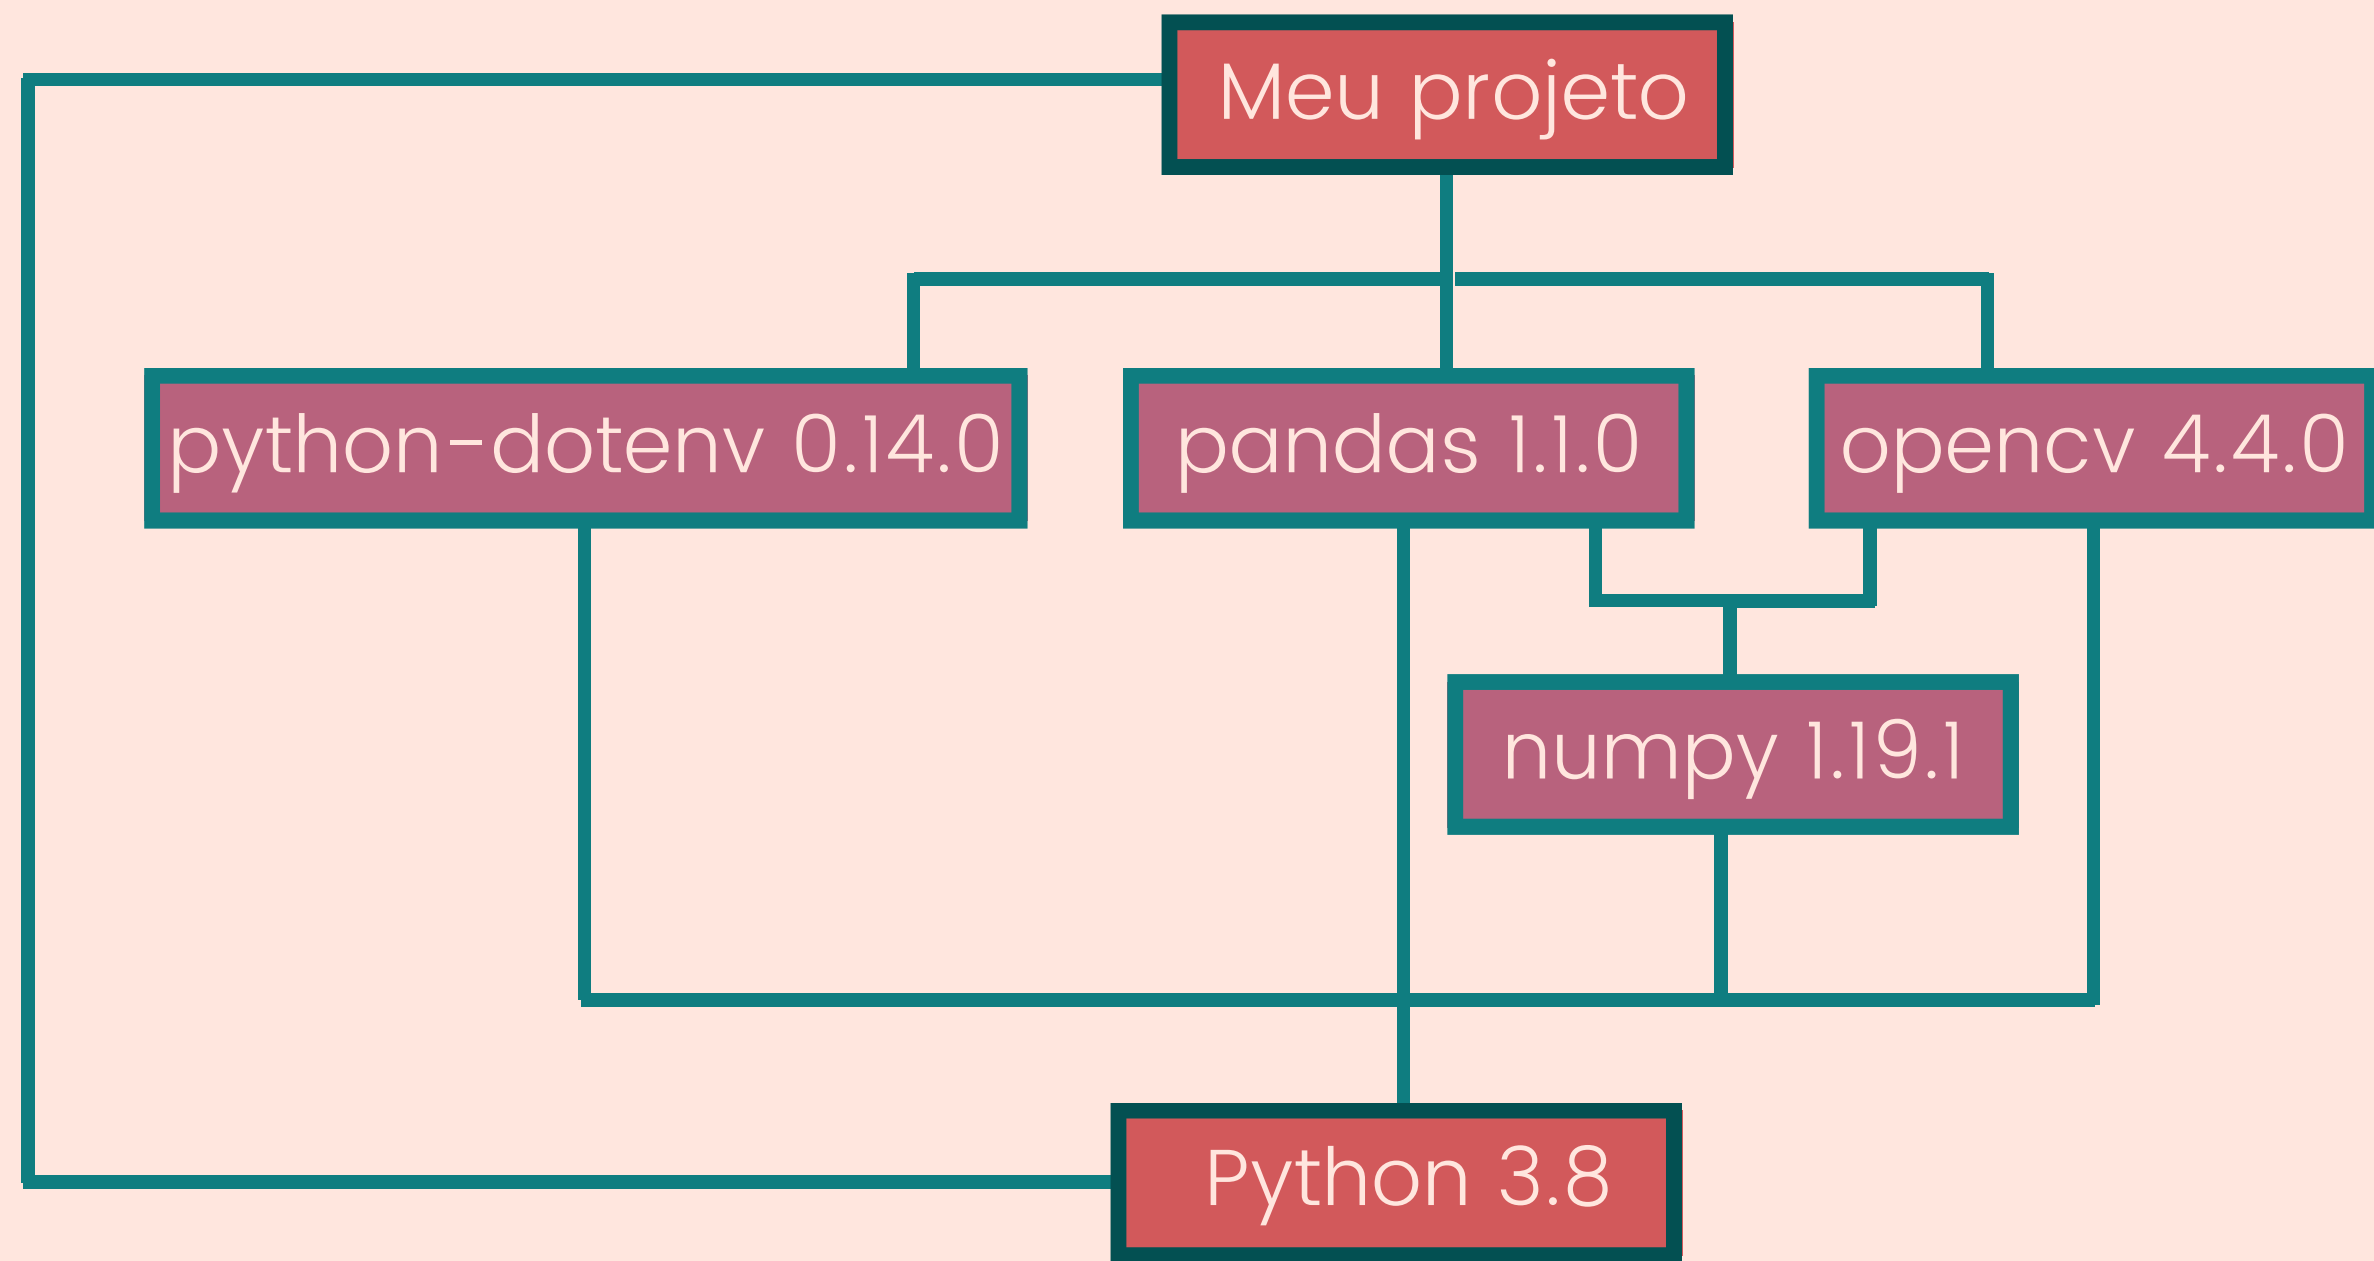 Meu projeto
python-dotenv 0.14.0
pandas 1.1.0
opencv 4.4.0
numpy 1.19.1
Python 3.8